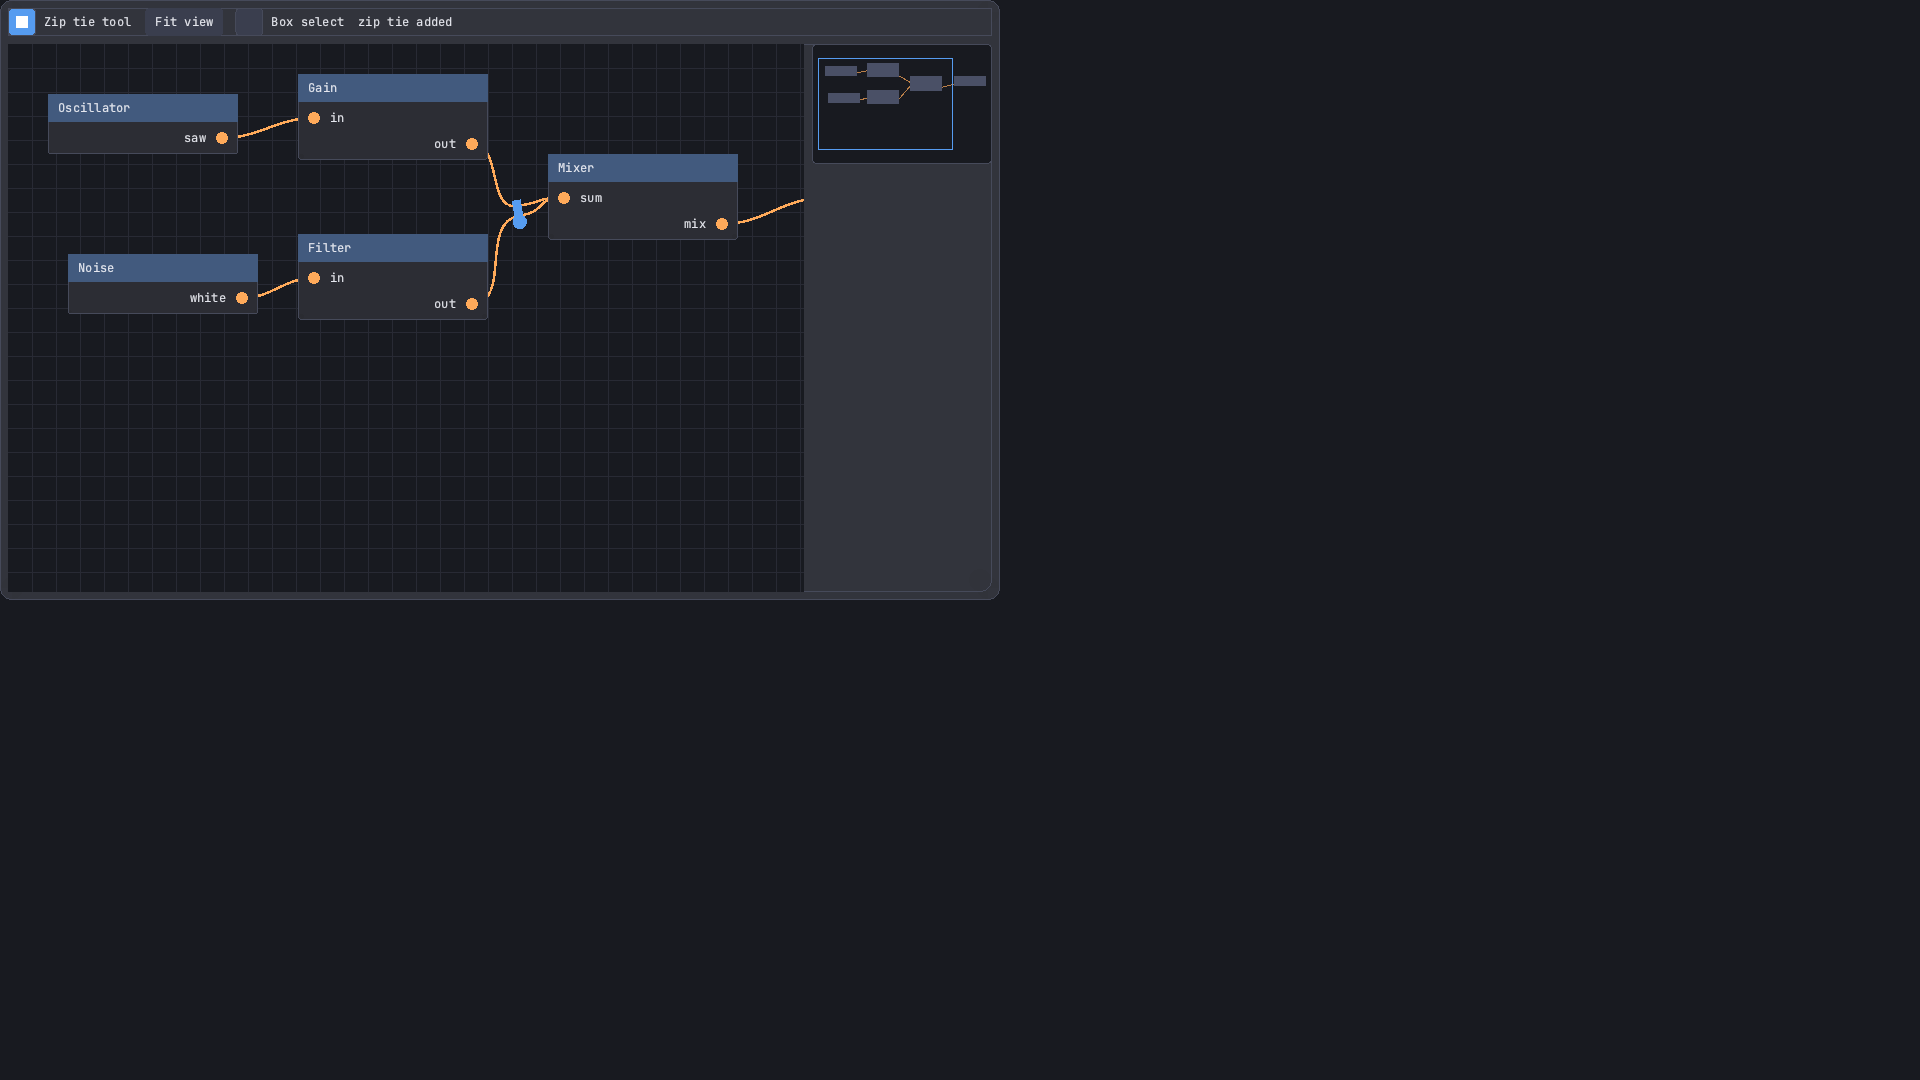 Zip tie tool Fit view Box select zip tie added
Oscillator
saw
Gain
in
out
Mixer
sum
mix
Noise
white
Filter
in
out